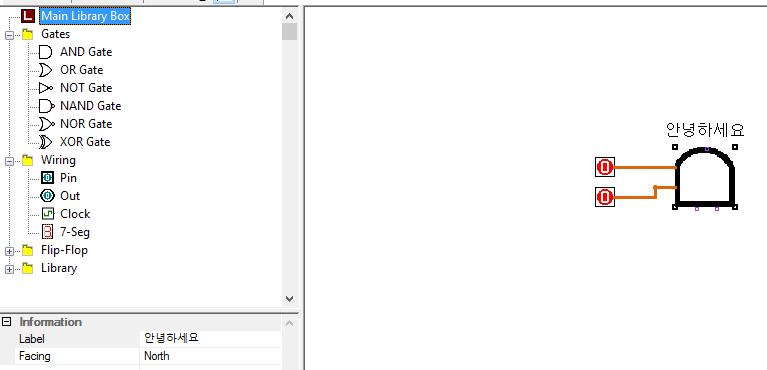 Main Library Box
Gates
AND Gate
OR Gate
NOT Gate
NAND Gate
NOR Gate
XOR Gate
Wiring
Pin
Out
Clock
7-Seg
Flip-Flop
Library
Information
Label 안녕하세요
Facing North
안녕하세요